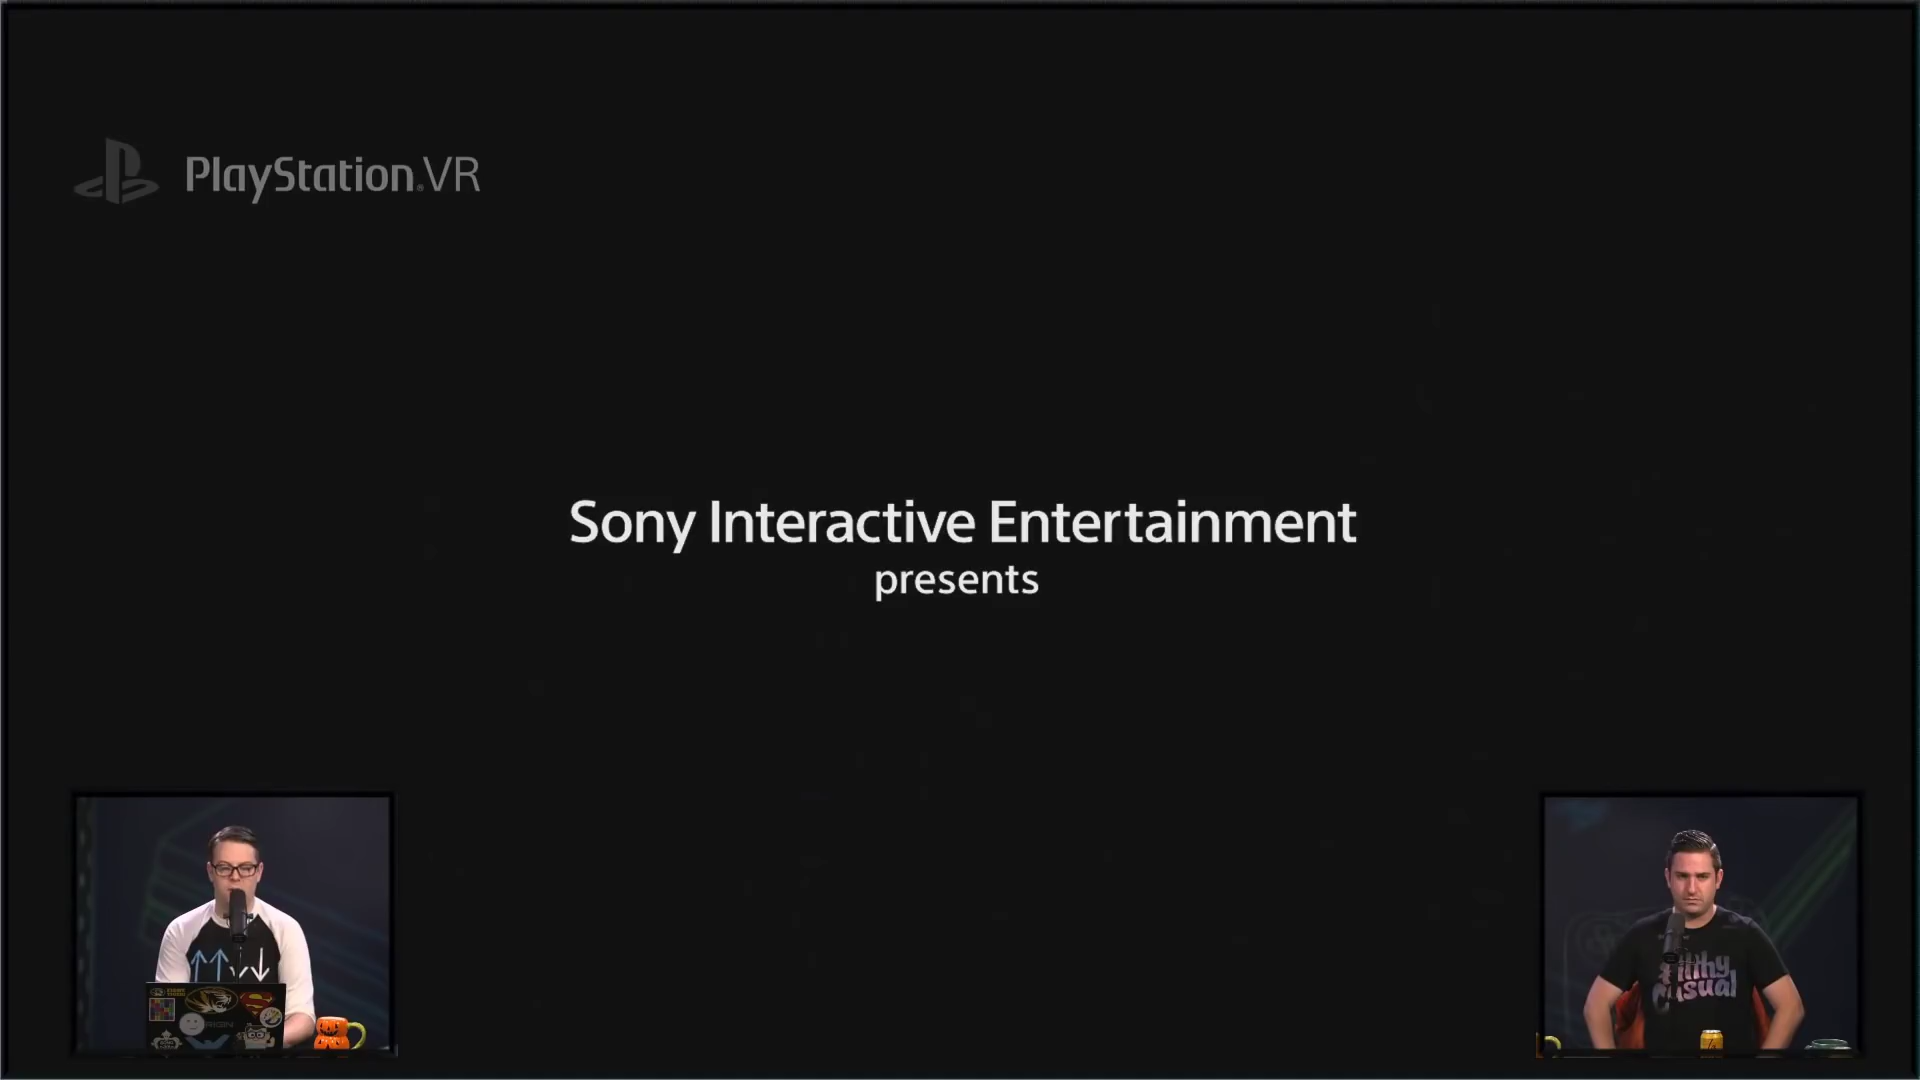 PlayStation®VR
Sony Interactive Entertainment
presents
Filthy
Casual